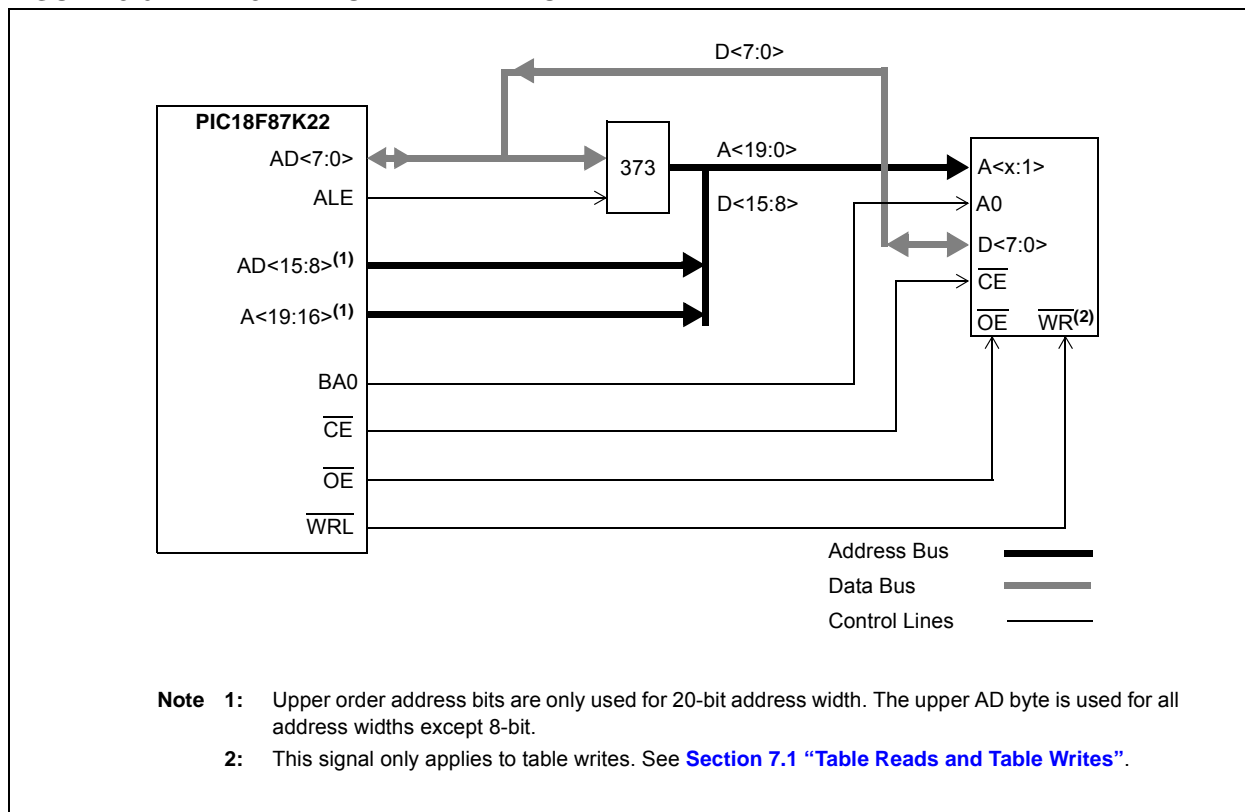 D<7:0>
PIC18F87K22
AD<7:0>
373
A<19:0>
A<x:1>
ALE
D<15:8>
A0
AD<15:8>(1)
D<7:0>
CE
A<19:16>(1)
OE WR(2)
BA0
CE
OE
WRL
Address Bus
Data Bus
Control Lines
Note 1: Upper order address bits are only used for 20-bit address width. The upper AD byte is used for all
address widths except 8-bit.
2: This signal only applies to table writes. See Section 7.1 “Table Reads and Table Writes”.